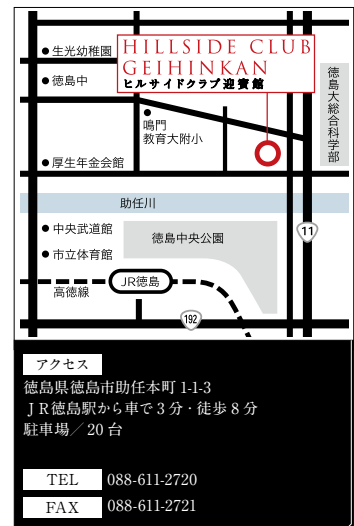 HILLSIDE CLUB
GEIHINKAN
ヒルサイドクラブ迎賓館
生光幼稚園
徳島中
鳴門
教育大附小
徳島大総合科学部
厚生年金会館
助任川
中央武道館
徳島中央公園
11
市立体育館
JR徳島
高徳線
192
アクセス
徳島県徳島市助任本町 1-1-3
ＪＲ徳島駅から車で 3 分・徒歩 8 分
駐車場／ 20 台
TEL 088-611-2720
FAX 088-611-2721